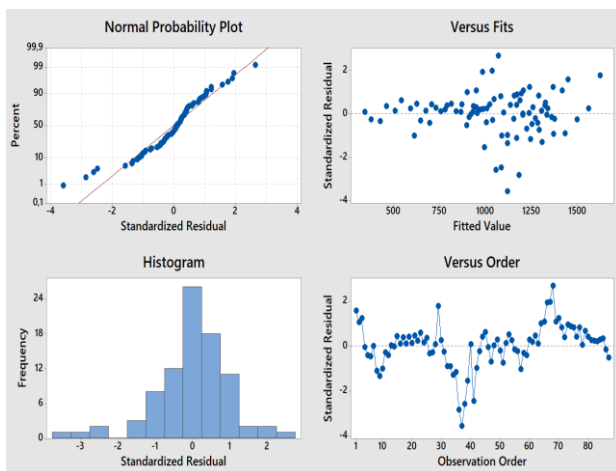 Normal Probability Plot
99,9
99
90
50
10
1
0,1
Percent
-4 -2 0 2 4
Standardized Residual
Versus Fits
2
0
-2
-4
Standardized Residual
500 750 1000 1250 1500
Fitted Value
Histogram
24
18
12
6
0
Frequency
-3 -2 -1 0 1 2
Standardized Residual
Versus Order
2
0
-2
-4
Standardized Residual
1 10 20 30 40 50 60 70 80
Observation Order